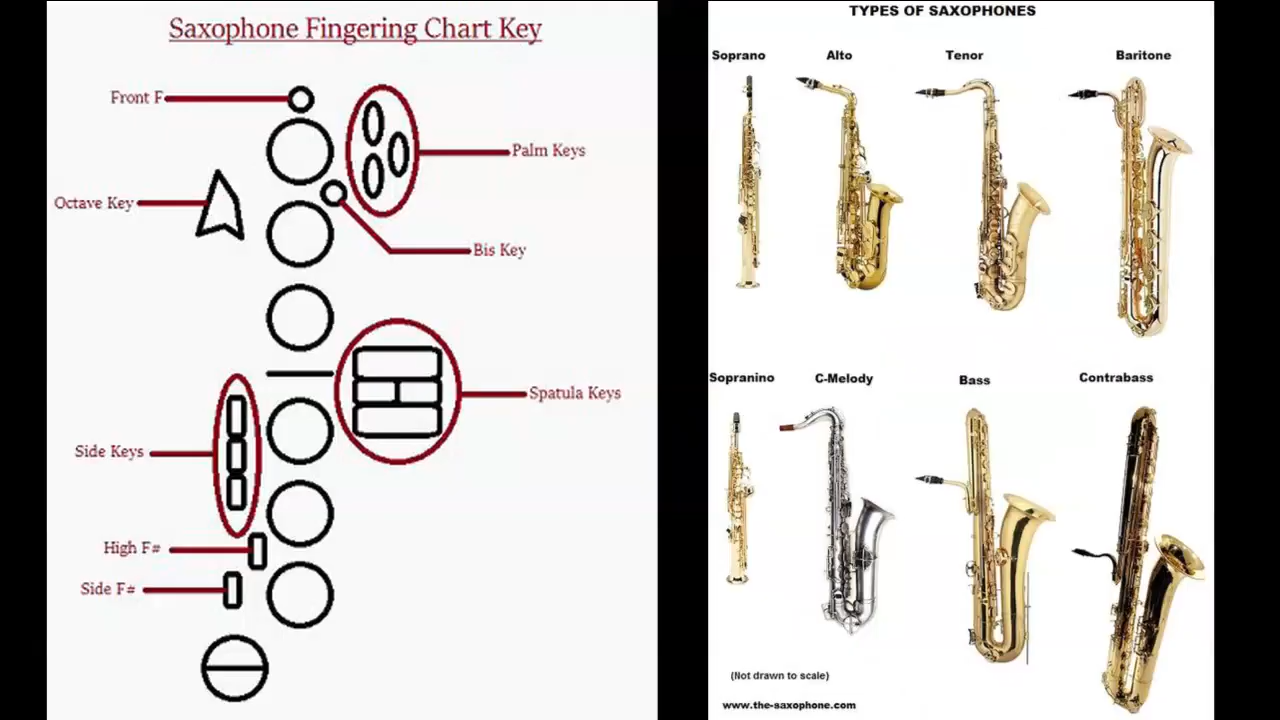 Saxophone Fingering Chart Key
Front F
Palm Keys
Octave Key
Bis Key
Spatula Keys
Side Keys
High F#
Side F#
TYPES OF SAXOPHONES
Soprano Alto Tenor Baritone
Sopranino C-Melody Bass Contrabass
(Not drawn to scale)
www.the-saxophone.com